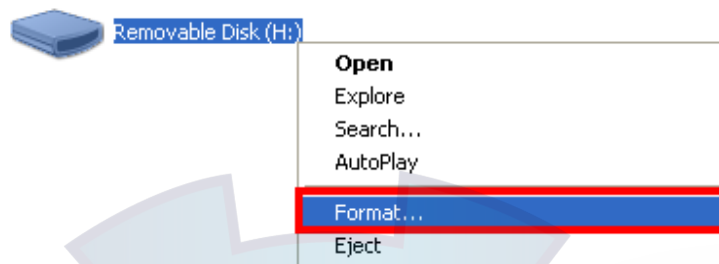 Removable Disk (H:)
Open
Explore
Search...
AutoPlay
Format...
Eject